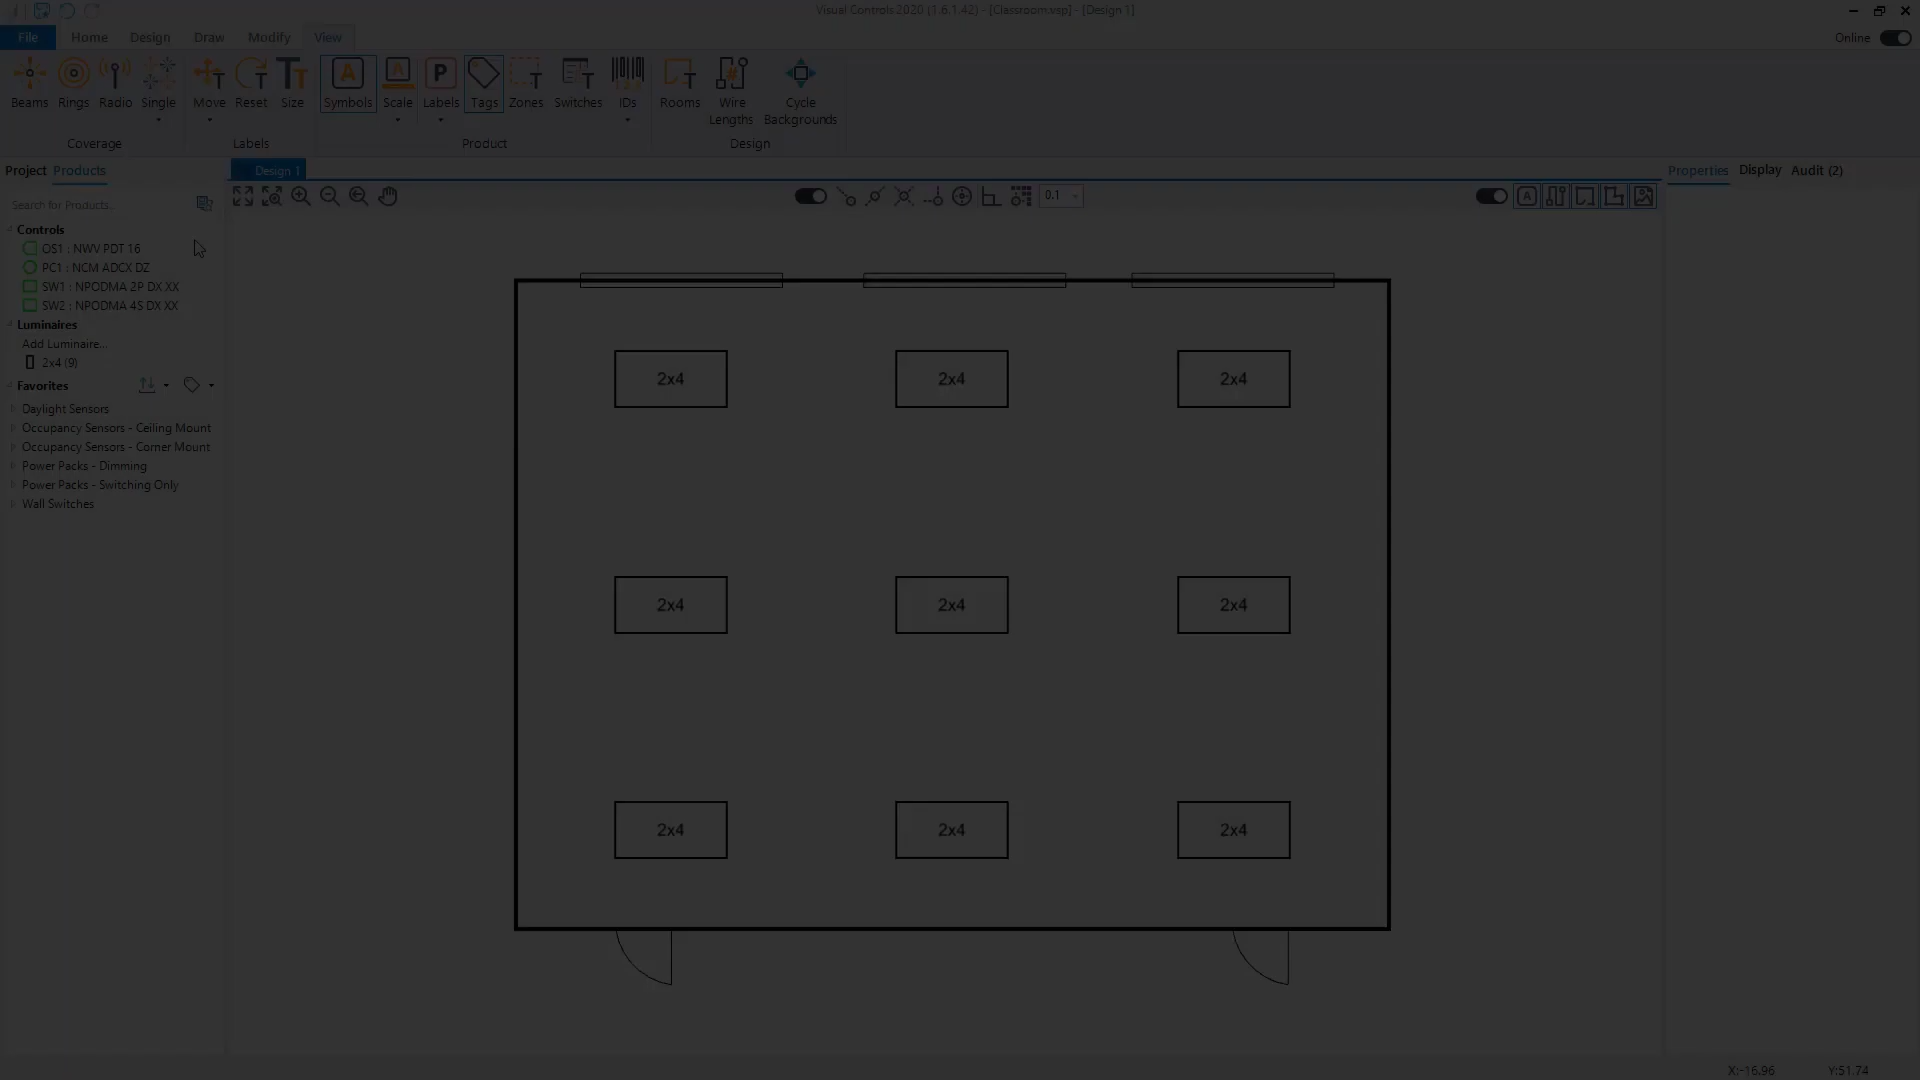 Visual Controls 2020 (1.6.1.42) - [Classroom.vsp] - [Design 1]
File Home Design Draw Modify View Online
Beams Rings Radio Single Move Reset Size Symbols Scale Labels Tags Zones Switches IDs Rooms Wire Lengths Cycle Backgrounds
Coverage Labels Product Design
Project Products Design 1 Properties Display Audit (2)
Search for Products... 0.1
Controls
OS1 : NWV PDT 16
PC1 : NCM ADCX DZ
SW1 : NPODMA 2P DX XX
SW2 : NPODMA 4S DX XX
Luminaires
Add Luminaire...
2x4 (9)
Favorites
Daylight Sensors
Occupancy Sensors - Ceiling Mount
Occupancy Sensors - Corner Mount
Power Packs - Dimming
Power Packs - Switching Only
Wall Switches
2x4 2x4 2x4
2x4 2x4 2x4
2x4 2x4 2x4
X:-16.96 Y:51.74